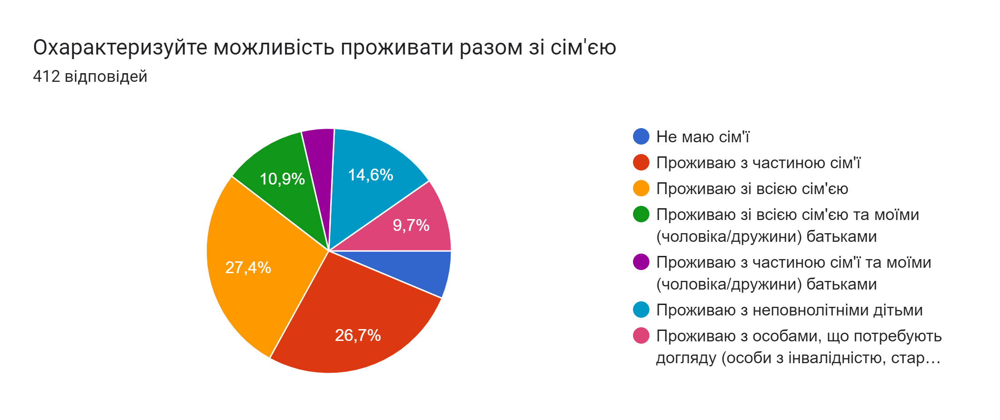 Охарактеризуйте можливість проживати разом зі сім'єю
412 відповідей
10,9%
14,6%
9,7%
27,4%
26,7%
Не маю сім'ї
Проживаю з частиною сім'ї
Проживаю зі всією сім'єю
Проживаю зі всією сім'єю та моїми
(чоловіка/дружини) батьками
Проживаю з частиною сім'ї та моїми
(чоловіка/дружини) батьками
Проживаю з неповнолітніми дітьми
Проживаю з особами, що потребують
догляду (особи з інвалідністю, стар…